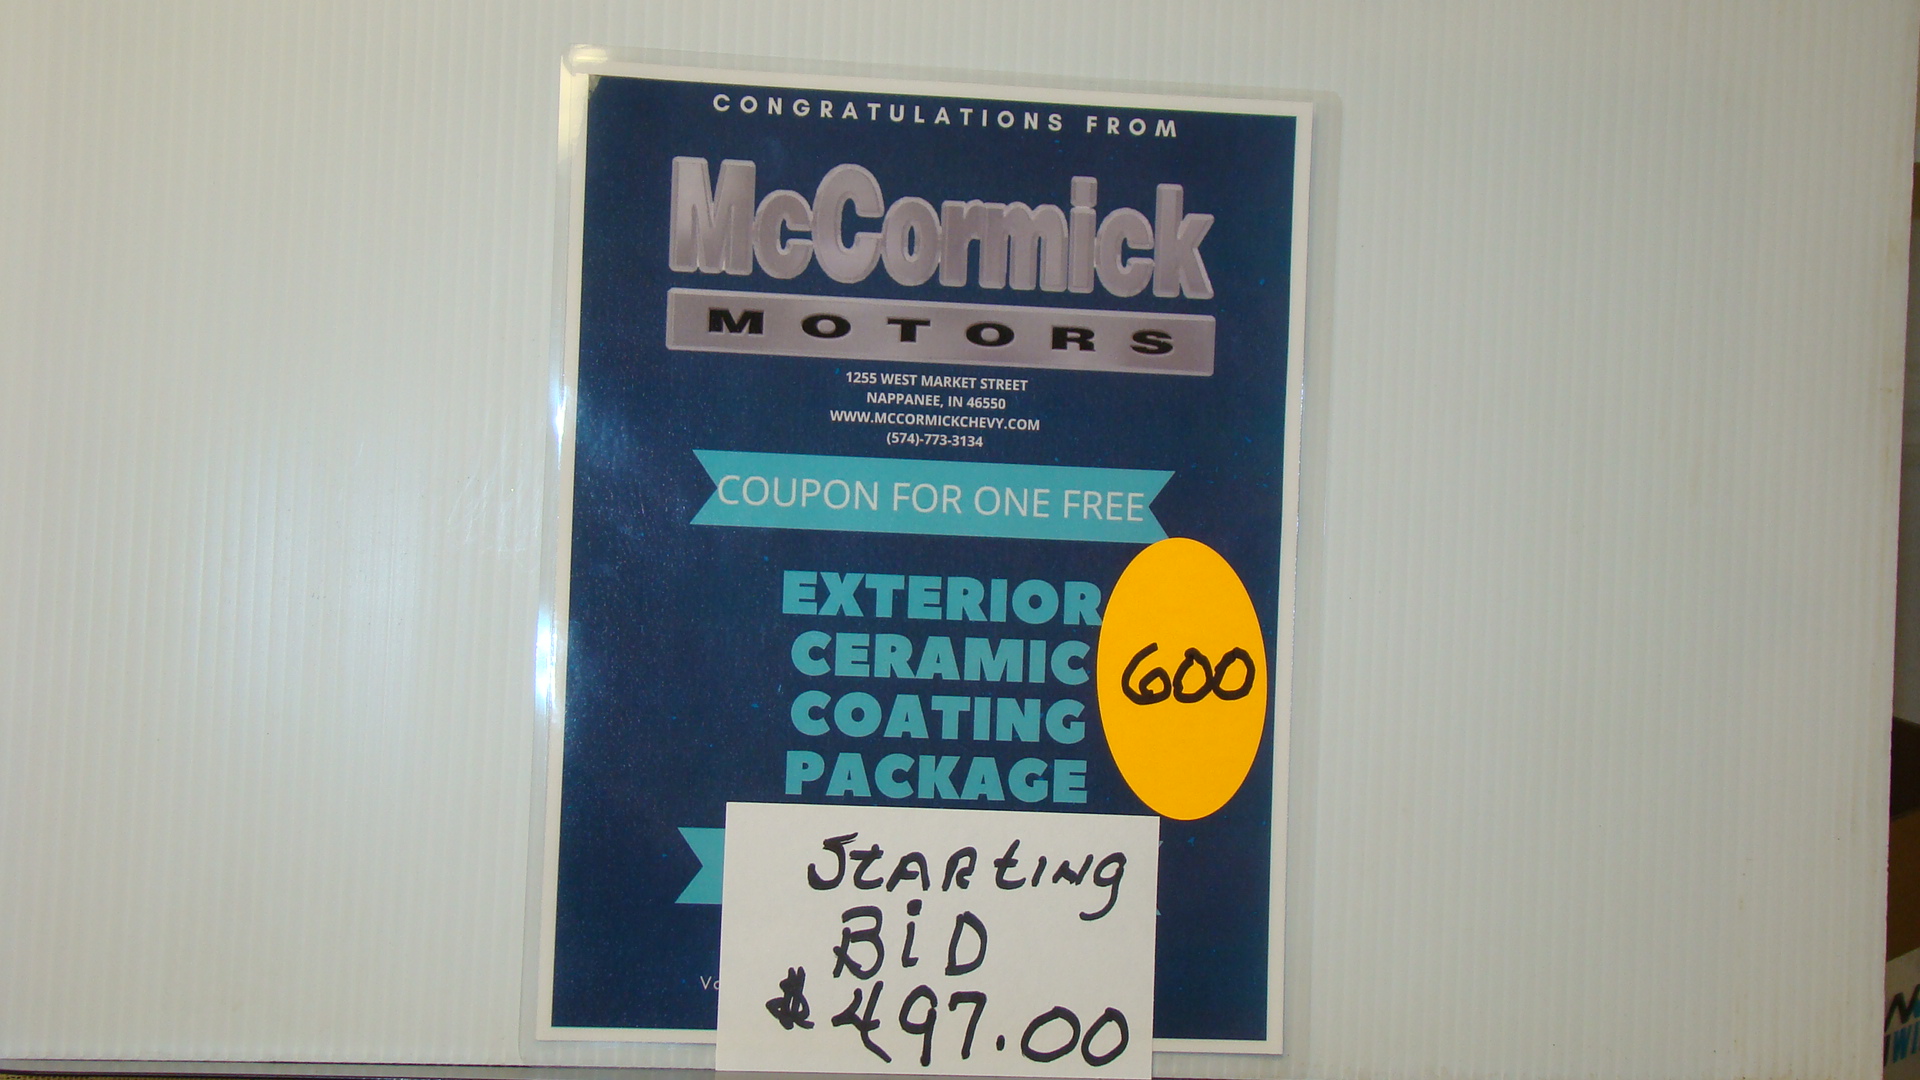 CONGRATULATIONS FROM
McCormick
MOTORS
1255 WEST MARKET STREET
NAPPANEE, IN 46550
WWW.MCCORMICKCHEVY.COM
(574)-773-3134
COUPON FOR ONE FREE
EXTERIOR
CERAMIC
COATING
PACKAGE
600
STARtING
BiD
$497.00